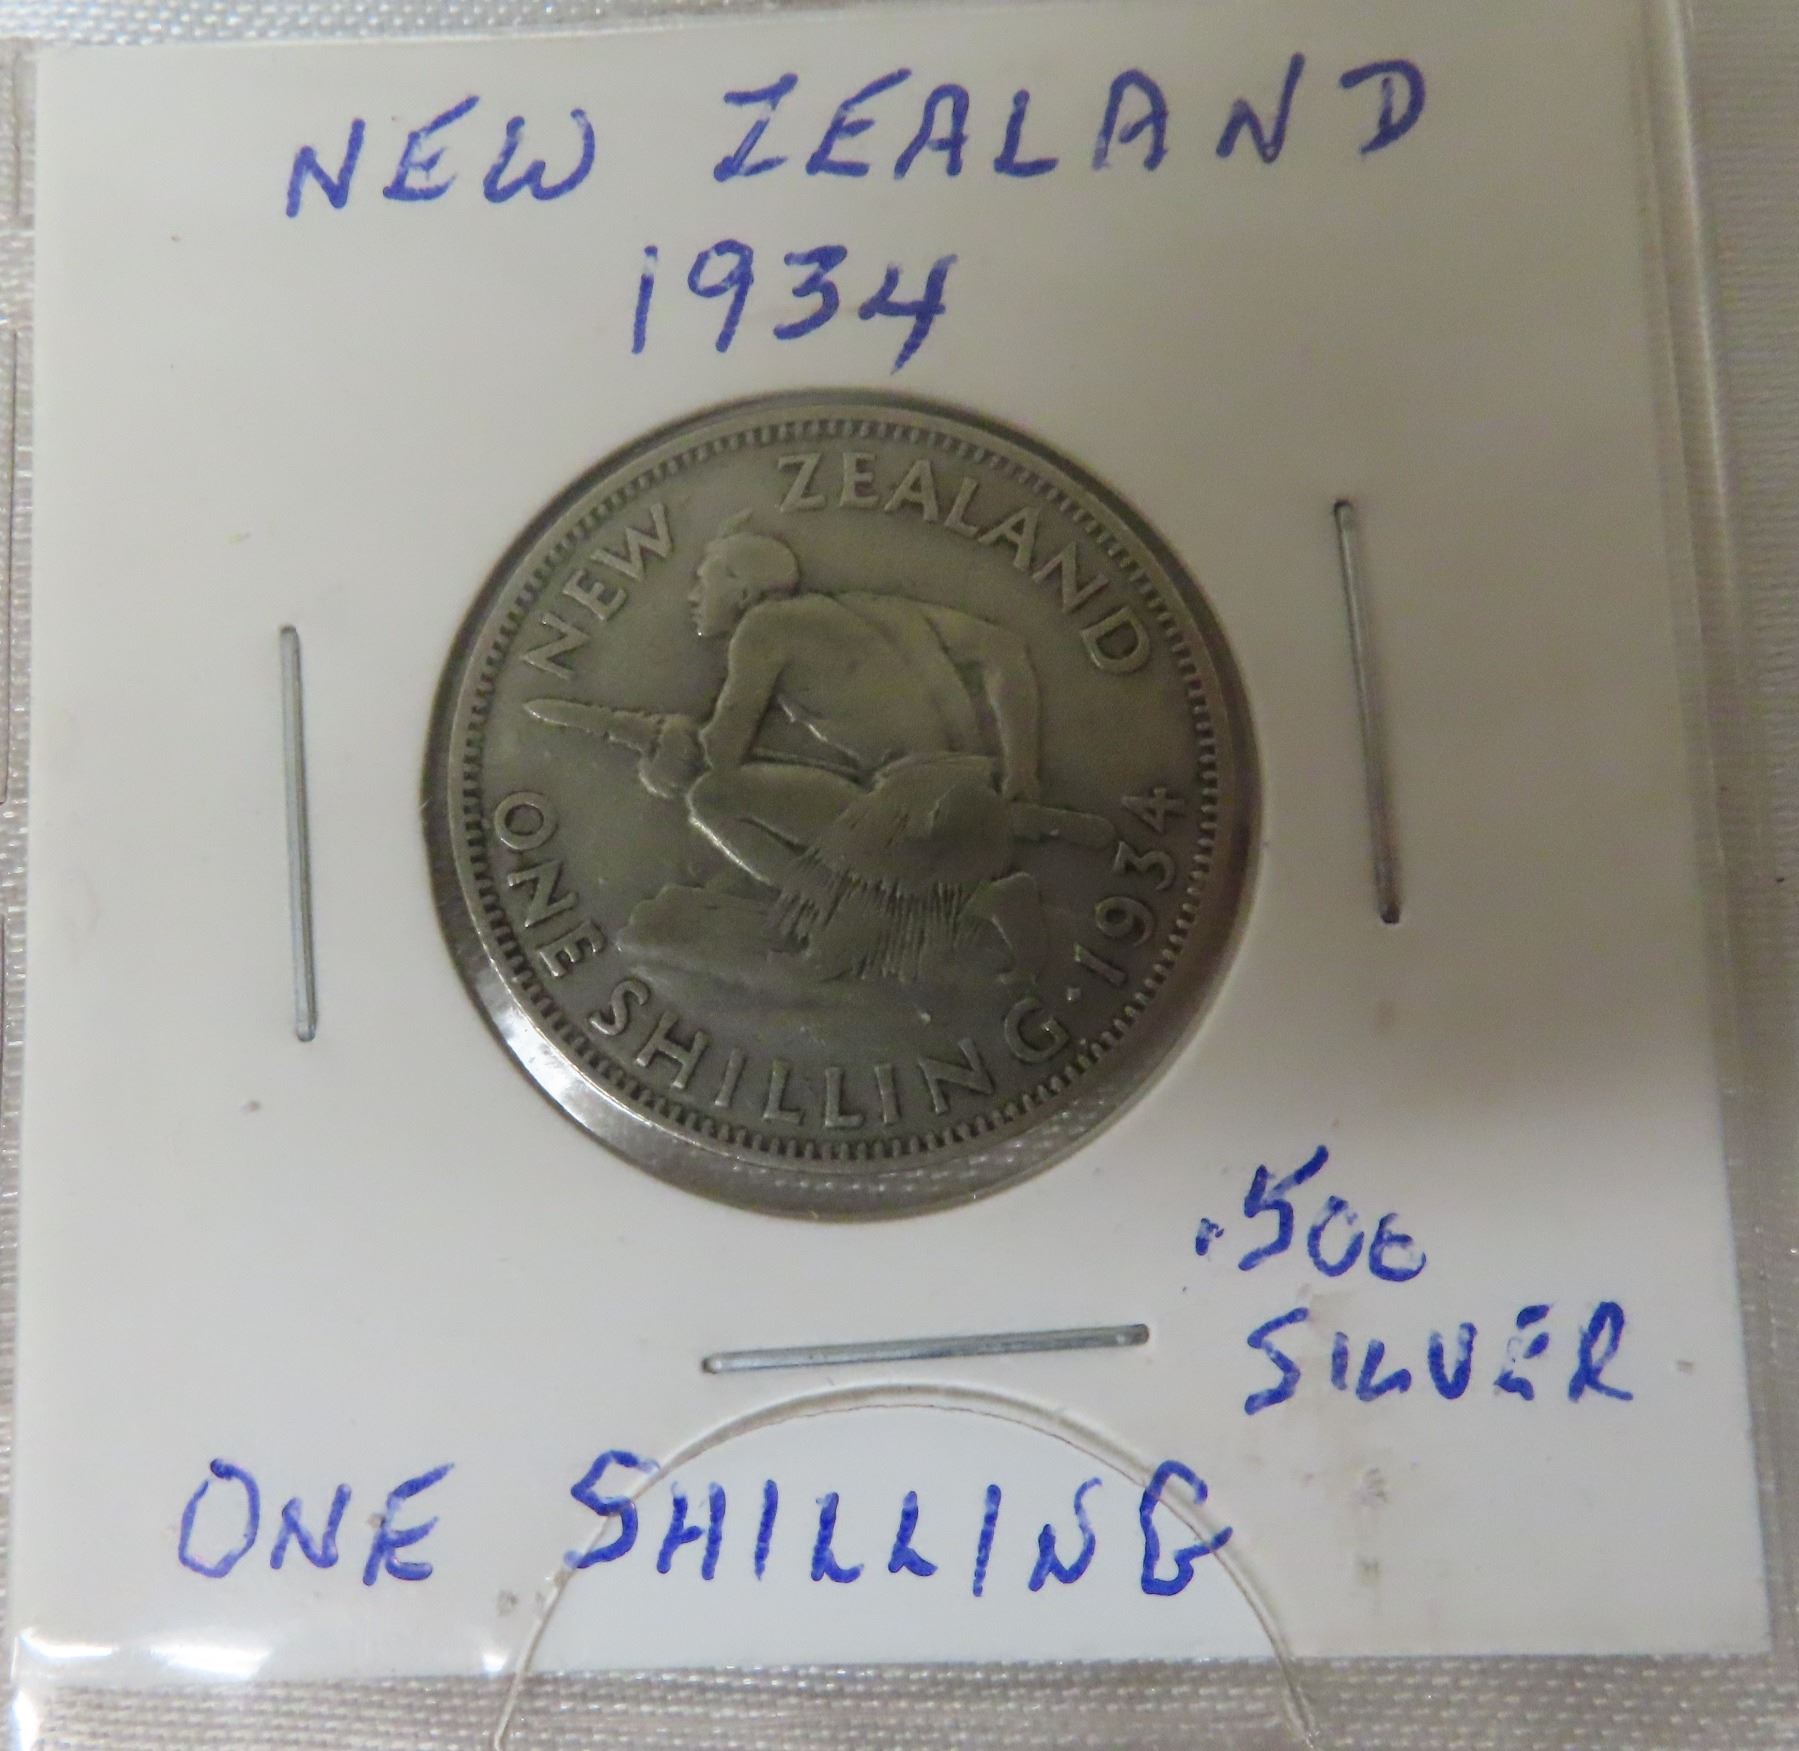 NEW ZEALAND
1934
NEW ZEALAND
ONE SHILLING · 1934
.500
SILVER
ONE SHILLING